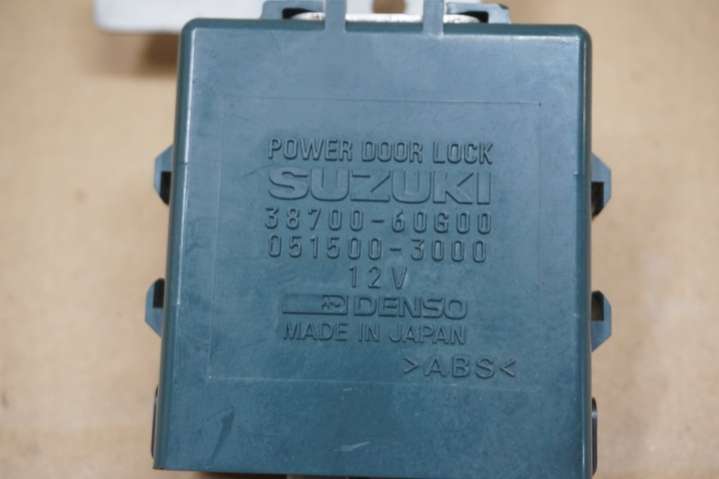 POWER DOOR LOCK
SUZUKI
38700-60G00
051500-3000
12V
DENSO
MADE IN JAPAN
>ABS<